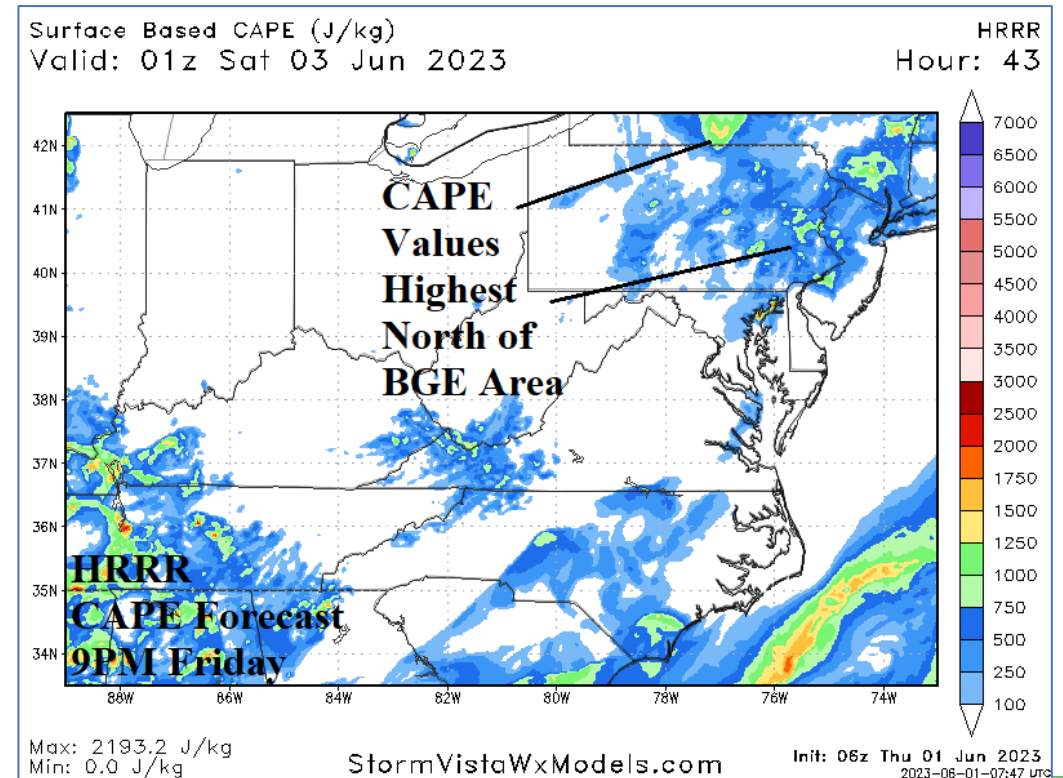 Surface Based CAPE (J/kg)
HRRR
Valid: 01z Sat 03 Jun 2023
Hour: 43
42N
41N
40N
39N
38N
37N
36N
35N
34N
CAPE
Values
Highest
North of
BGE Area
HRRR
CAPE Forecast
9PM Friday
88W
86W
84W
82W
80W
78W
76W
74W
7000
6500
6000
5500
5000
4500
4000
3500
3000
2500
2000
1750
1500
1250
1000
750
500
250
100
Max: 2193.2 J/kg
Min: 0.0 J/kg
StormVistaWxModels.com
Init: 06z Thu 01 Jun 2023
2023-06-01-07:47 UTC